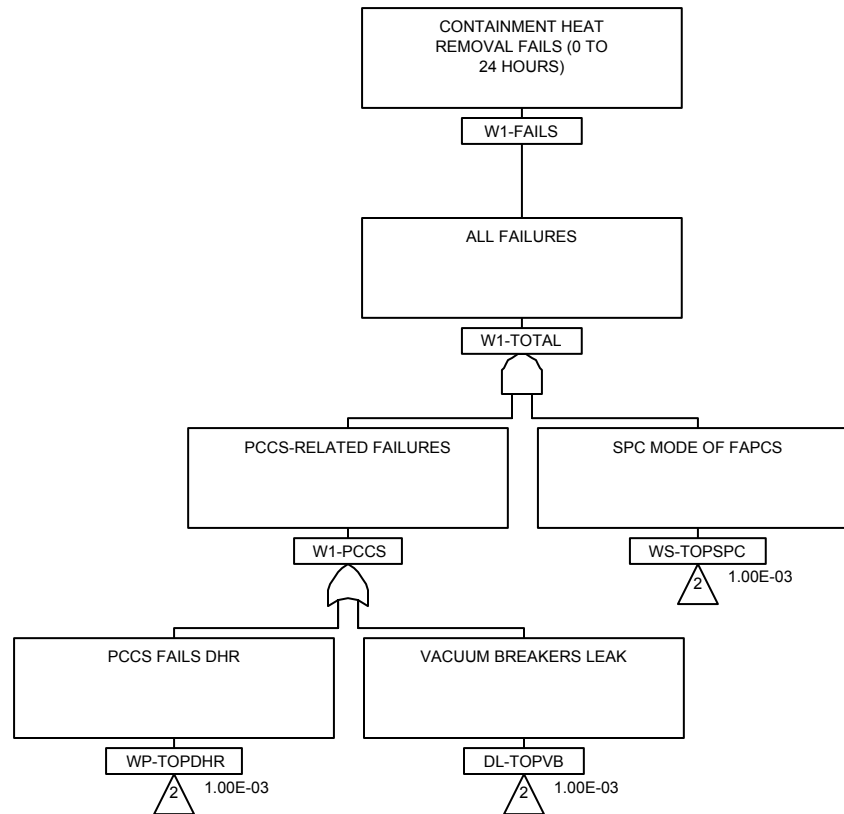 CONTAINMENT HEAT
REMOVAL FAILS (0 TO
24 HOURS)
W1-FAILS
ALL FAILURES
W1-TOTAL
PCCS-RELATED FAILURES
SPC MODE OF FAPCS
W1-PCCS
WS-TOPSPC
2
1.00E-03
PCCS FAILS DHR
VACUUM BREAKERS LEAK
WP-TOPDHR
DL-TOPVB
2
1.00E-03
2
1.00E-03